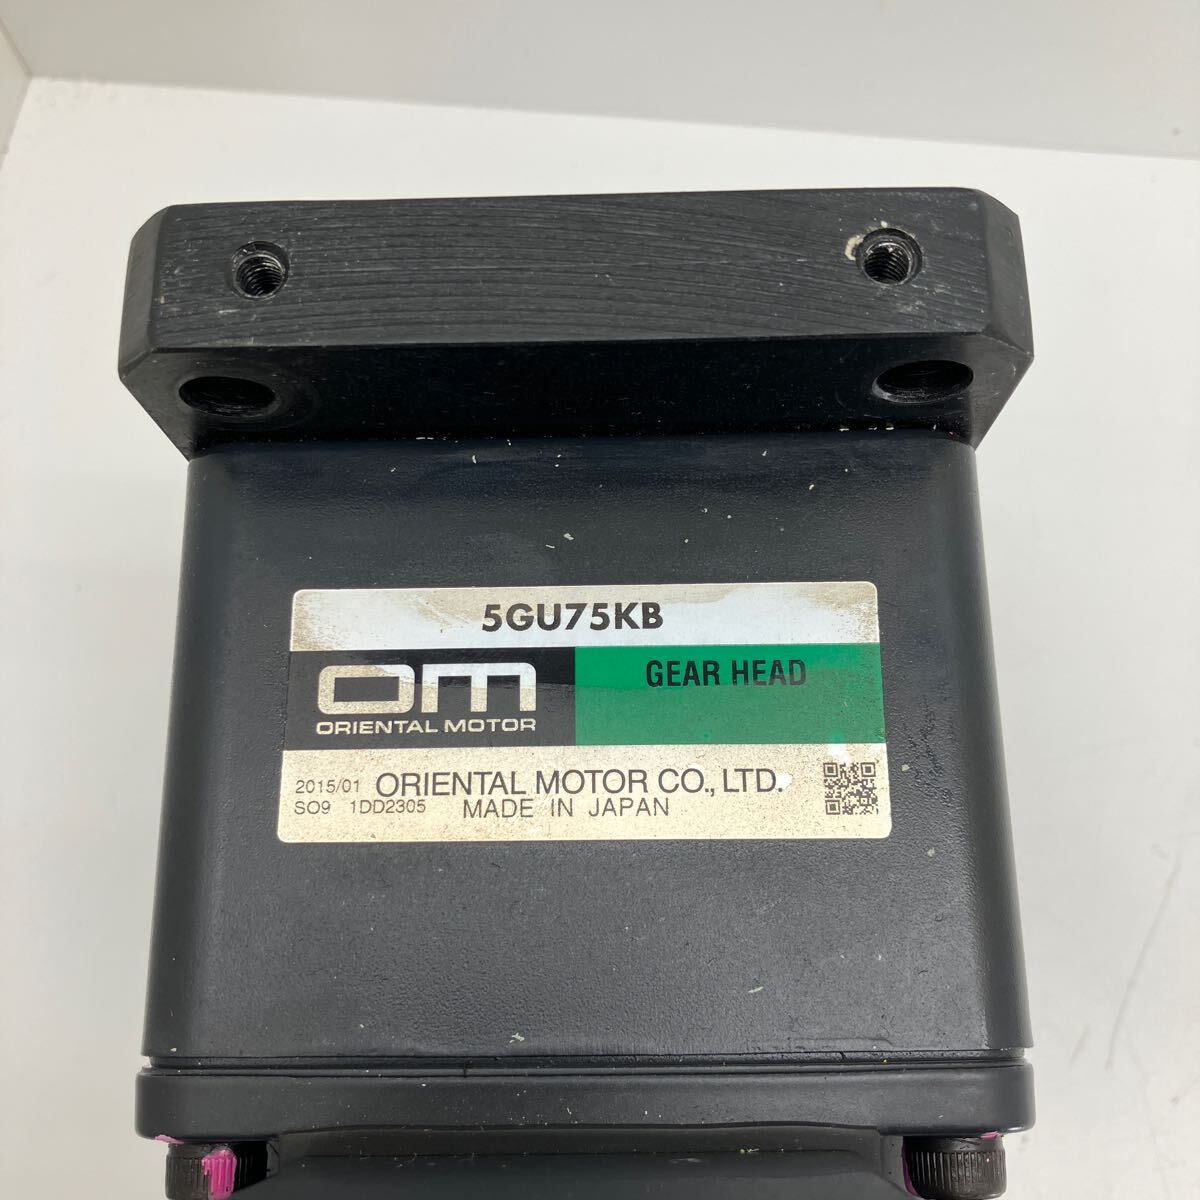 5GU75KB
om
ORIENTAL MOTOR
GEAR HEAD
2015/01 ORIENTAL MOTOR CO., LTD.
SO9 1DD2305 MADE IN JAPAN